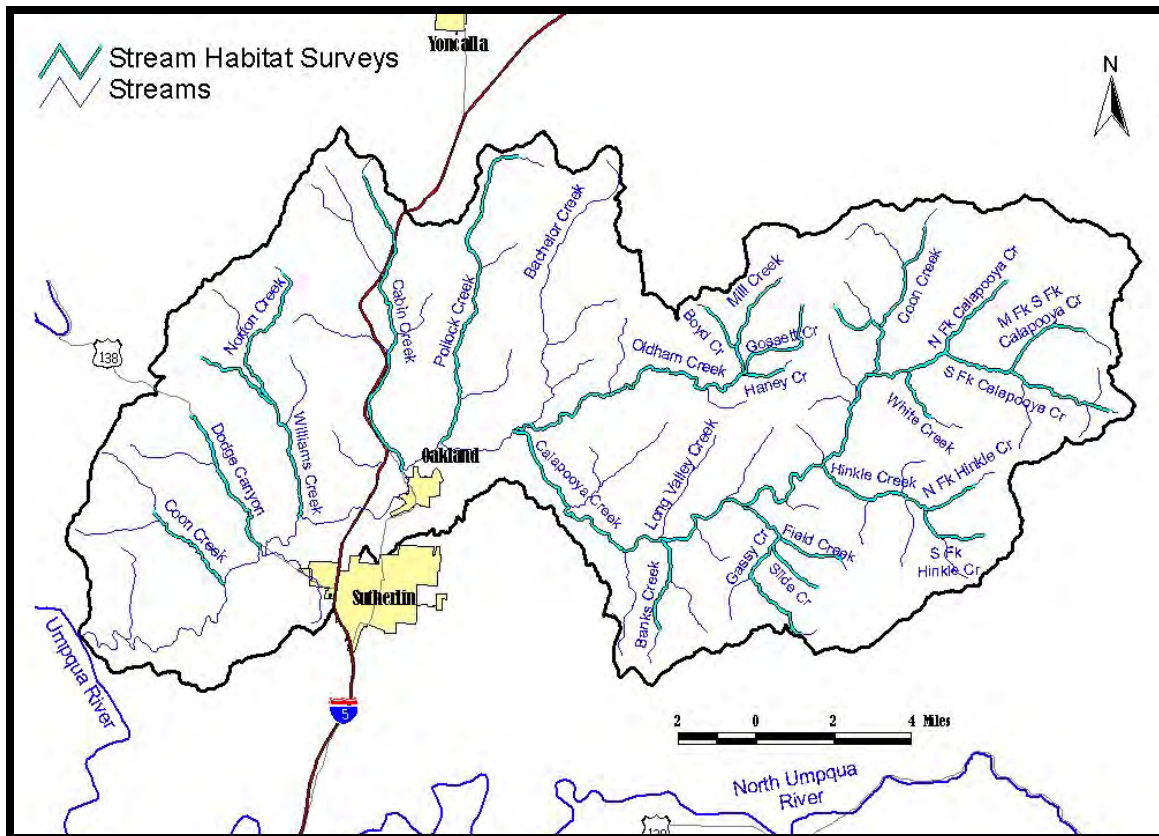 Yoncalla
Stream Habitat Surveys
Streams
N
138
Norton Creek
Cabin Creek
Pollock Creek
Bachelor Creek
Mill Creek
Boyd Cr
Gossett Cr
Oldham Creek
Haney Cr
Coon Creek
N Fk Calapooya Cr
M Fk S Fk
Calapooya Cr
S Fk Calapooya Cr
White Creek
Dodge Canyon
Williams Creek
Oakland
Calapooya Creek
Long Valley Creek
Hinkle Creek
N Fk Hinkle Cr
S Fk
Hinkle Cr
Coon Creek
Gassy Cr
Field Creek
Slide Cr
Banks Creek
Sutherlin
Umpqua River
5
2 0 2 4 Miles
North Umpqua
River